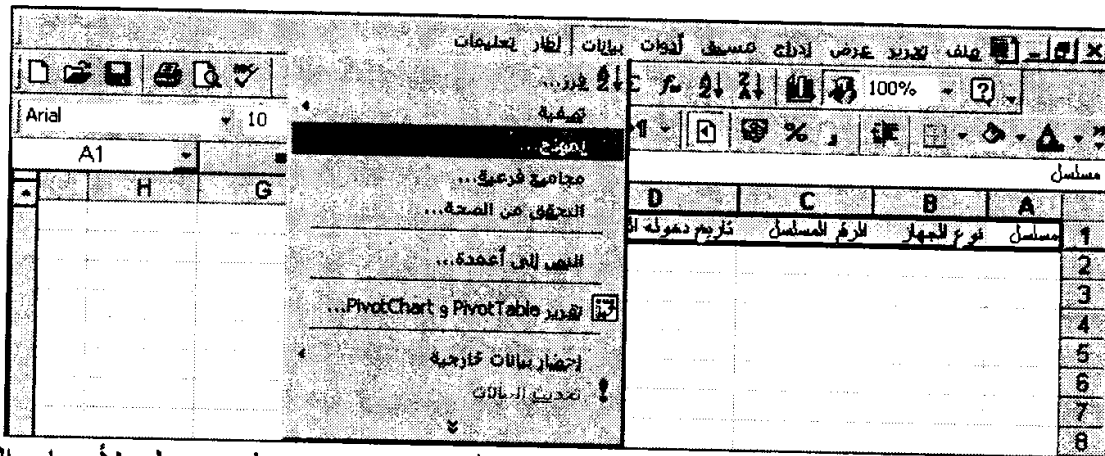 ملف تحرير عرض إدراج تنسيق أدوات بيانات إطار تعليمات
100%
Arial 10
فرز...
تصفية
نموذج...
مجاميع فرعية...
التحقق من الصحة...
النص إلى أعمدة...
تقرير PivotTable و PivotChart...
إحضار بيانات خارجية
تحديث البيانات
A1 =
مسلسل
A B C D G H
1 مسلسل نوع الجهاز الرقم المسلسل تاريخ دخوله
2
3
4
5
6
7
8